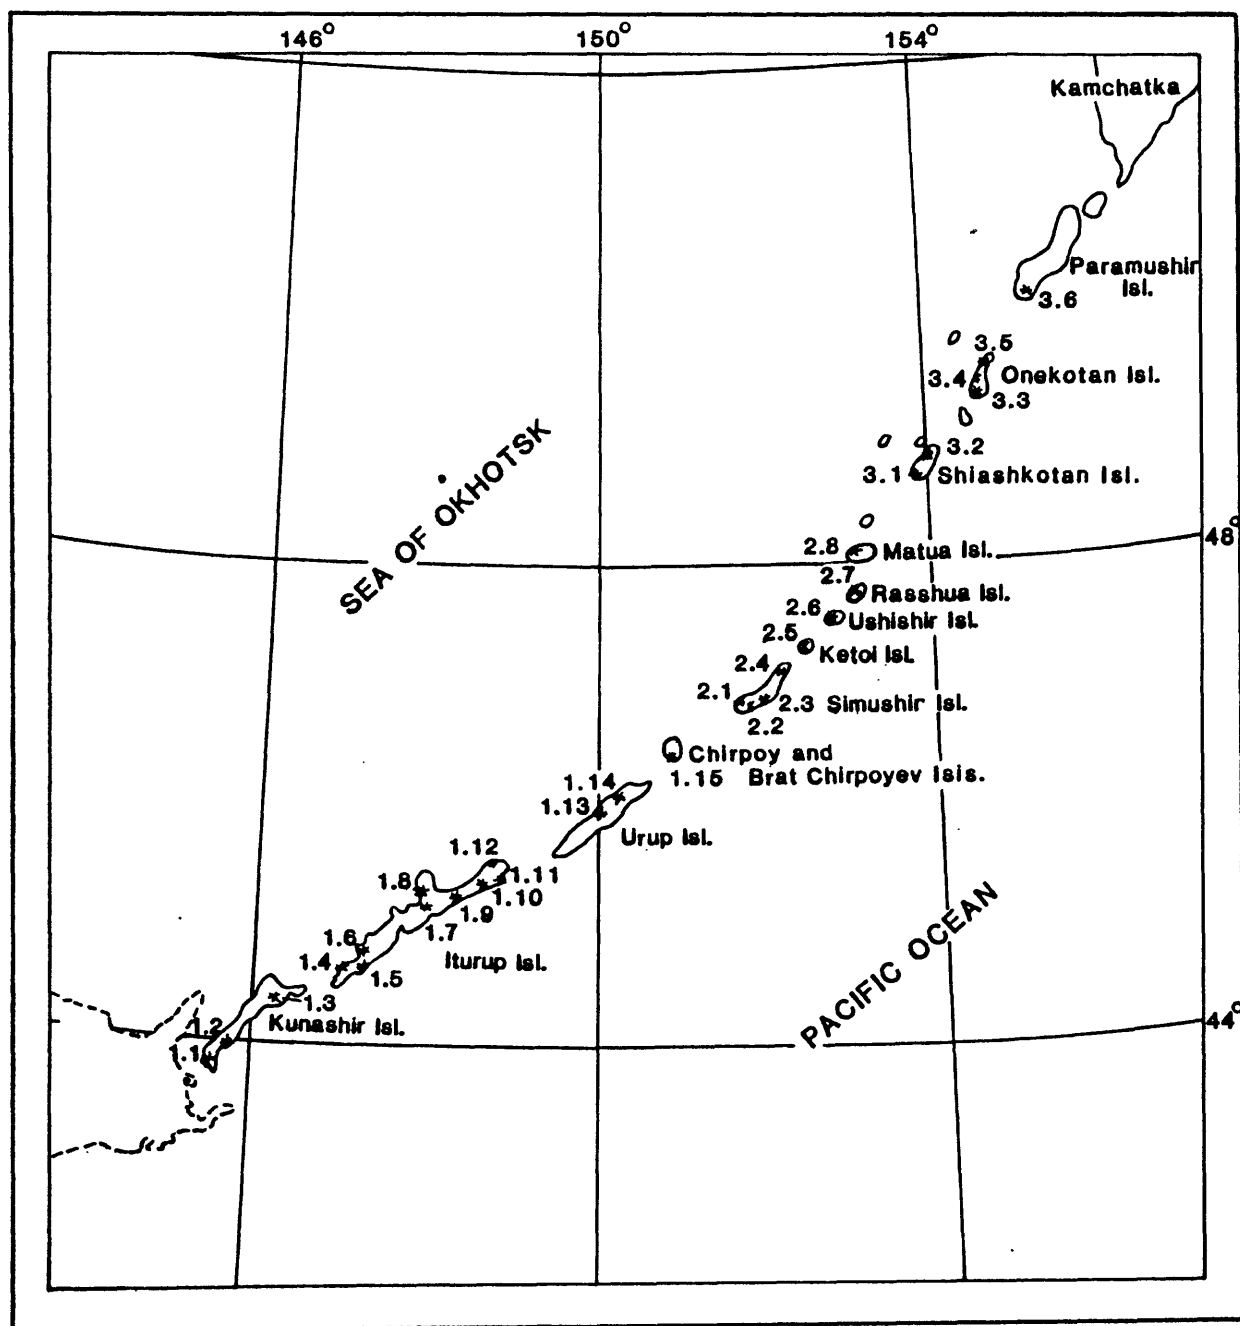 146°
150°
154°
Kamchatka
Paramushir
Isl.
3.6
3.5
3.4
Onekotan Isl.
3.3
3.2
3.1
Shiashkotan Isl.
SEA OF OKHOTSK
48°
2.8
Matua Isl.
2.7
Rasshua Isl.
2.6
Ushishir Isl.
2.5
Ketoi Isl.
2.4
2.1
2.3
Simushir Isl.
2.2
Chirpoy and
1.15
Brat Chirpoyev Isls.
1.14
1.13
Urup Isl.
1.12
1.8
1.11
1.10
1.9
1.7
1.6
1.4
Iturup Isl.
1.5
PACIFIC OCEAN
1.3
44°
1.2
Kunashir Isl.
1.1